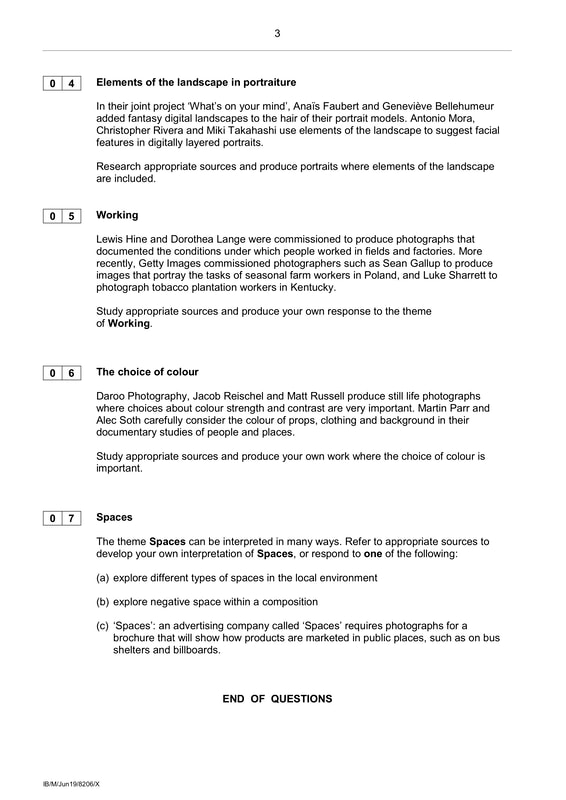 3
0 4 Elements of the landscape in portraiture
In their joint project ‘What’s on your mind’, Anaïs Faubert and Geneviève Bellehumeur
added fantasy digital landscapes to the hair of their portrait models. Antonio Mora,
Christopher Rivera and Miki Takahashi use elements of the landscape to suggest facial
features in digitally layered portraits.
Research appropriate sources and produce portraits where elements of the landscape
are included.
0 5 Working
Lewis Hine and Dorothea Lange were commissioned to produce photographs that
documented the conditions under which people worked in fields and factories. More
recently, Getty Images commissioned photographers such as Sean Gallup to produce
images that portray the tasks of seasonal farm workers in Poland, and Luke Sharrett to
photograph tobacco plantation workers in Kentucky.
Study appropriate sources and produce your own response to the theme
of Working.
0 6 The choice of colour
Daroo Photography, Jacob Reischel and Matt Russell produce still life photographs
where choices about colour strength and contrast are very important. Martin Parr and
Alec Soth carefully consider the colour of props, clothing and background in their
documentary studies of people and places.
Study appropriate sources and produce your own work where the choice of colour is
important.
0 7 Spaces
The theme Spaces can be interpreted in many ways. Refer to appropriate sources to
develop your own interpretation of Spaces, or respond to one of the following:
(a) explore different types of spaces in the local environment
(b) explore negative space within a composition
(c) ‘Spaces’: an advertising company called ‘Spaces’ requires photographs for a
brochure that will show how products are marketed in public places, such as on bus
shelters and billboards.
END OF QUESTIONS
IB/M/Jun19/8206/X